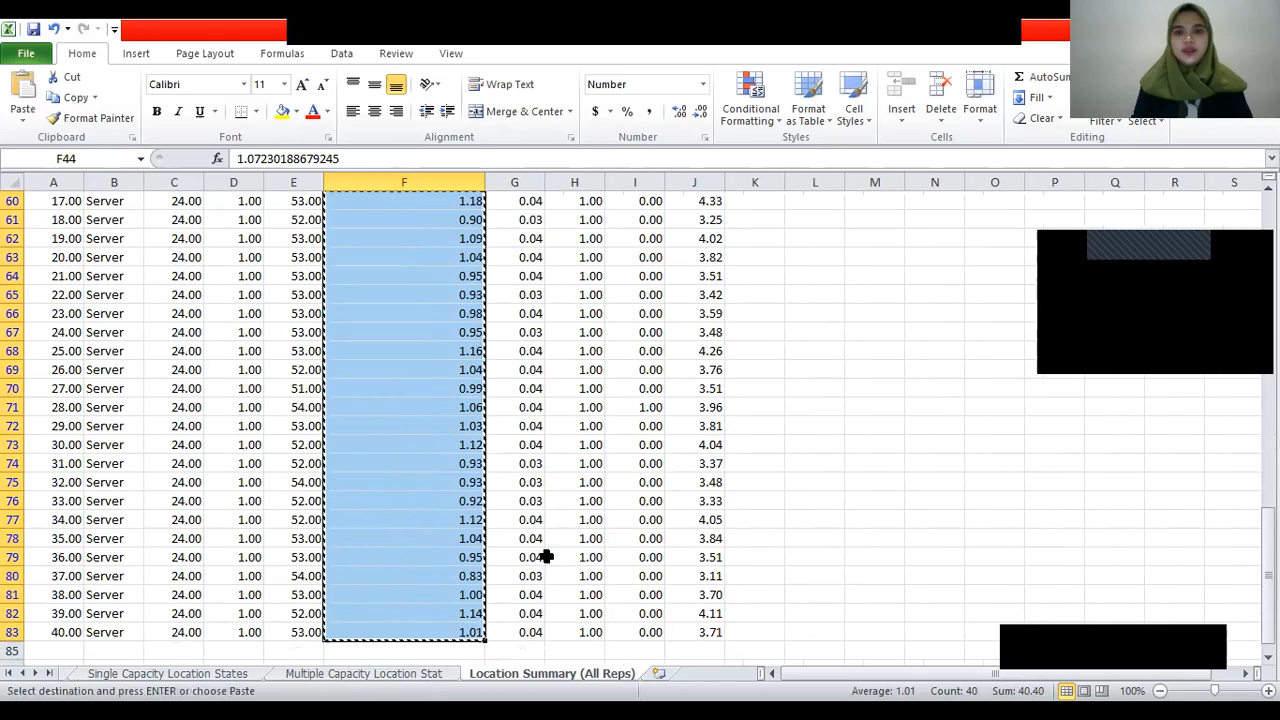 File Home Insert Page Layout Formulas Data Review View
Paste Cut Calibri 11 Wrap Text Number Conditional Formatting Format as Table Cell Styles Insert Delete Format AutoSum
Copy Fill
Format Painter B I U A Merge & Center $ % , Clear Filter Select
Clipboard Font Alignment Number Styles Cells Editing
F44 fx 1.07230188679245
A B C D E F G H I J K L M N O P Q R S
60 17.00 Server 24.00 1.00 53.00 1.18 0.04 1.00 0.00 4.33
61 18.00 Server 24.00 1.00 52.00 0.90 0.03 1.00 0.00 3.25
62 19.00 Server 24.00 1.00 53.00 1.09 0.04 1.00 0.00 4.02
63 20.00 Server 24.00 1.00 53.00 1.04 0.04 1.00 0.00 3.82
64 21.00 Server 24.00 1.00 53.00 0.95 0.04 1.00 0.00 3.51
65 22.00 Server 24.00 1.00 53.00 0.93 0.03 1.00 0.00 3.42
66 23.00 Server 24.00 1.00 53.00 0.98 0.04 1.00 0.00 3.59
67 24.00 Server 24.00 1.00 53.00 0.95 0.03 1.00 0.00 3.48
68 25.00 Server 24.00 1.00 53.00 1.16 0.04 1.00 0.00 4.26
69 26.00 Server 24.00 1.00 52.00 1.04 0.04 1.00 0.00 3.76
70 27.00 Server 24.00 1.00 51.00 0.99 0.04 1.00 0.00 3.51
71 28.00 Server 24.00 1.00 54.00 1.06 0.04 1.00 1.00 3.96
72 29.00 Server 24.00 1.00 53.00 1.03 0.04 1.00 0.00 3.81
73 30.00 Server 24.00 1.00 52.00 1.12 0.04 1.00 0.00 4.04
74 31.00 Server 24.00 1.00 52.00 0.93 0.03 1.00 0.00 3.37
75 32.00 Server 24.00 1.00 54.00 0.93 0.03 1.00 0.00 3.48
76 33.00 Server 24.00 1.00 52.00 0.92 0.03 1.00 0.00 3.33
77 34.00 Server 24.00 1.00 52.00 1.12 0.04 1.00 0.00 4.05
78 35.00 Server 24.00 1.00 53.00 1.04 0.04 1.00 0.00 3.84
79 36.00 Server 24.00 1.00 53.00 0.95 0.04 1.00 0.00 3.51
80 37.00 Server 24.00 1.00 54.00 0.83 0.03 1.00 0.00 3.11
81 38.00 Server 24.00 1.00 53.00 1.00 0.04 1.00 0.00 3.70
82 39.00 Server 24.00 1.00 52.00 1.14 0.04 1.00 0.00 4.11
83 40.00 Server 24.00 1.00 53.00 1.01 0.04 1.00 0.00 3.71
85
Single Capacity Location States Multiple Capacity Location Stat Location Summary (All Reps)
Select destination and press ENTER or choose Paste Average: 1.01 Count: 40 Sum: 40.40 100%